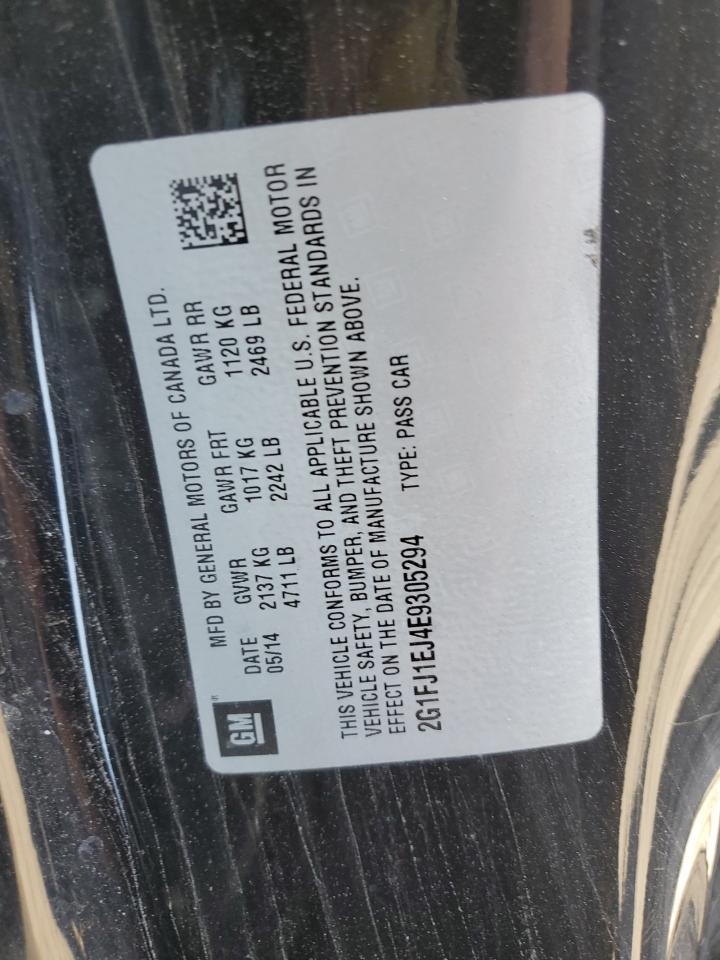 MFD BY GENERAL MOTORS OF CANADA LTD.
DATE GVWR GAWR FRT GAWR RR
05/14 2137 KG 1017 KG 1120 KG
4711 LB 2242 LB 2469 LB
GM
THIS VEHICLE CONFORMS TO ALL APPLICABLE U.S. FEDERAL MOTOR
VEHICLE SAFETY, BUMPER, AND THEFT PREVENTION STANDARDS IN
EFFECT ON THE DATE OF MANUFACTURE SHOWN ABOVE.
2G1FJ1EJ4E9305294 TYPE: PASS CAR